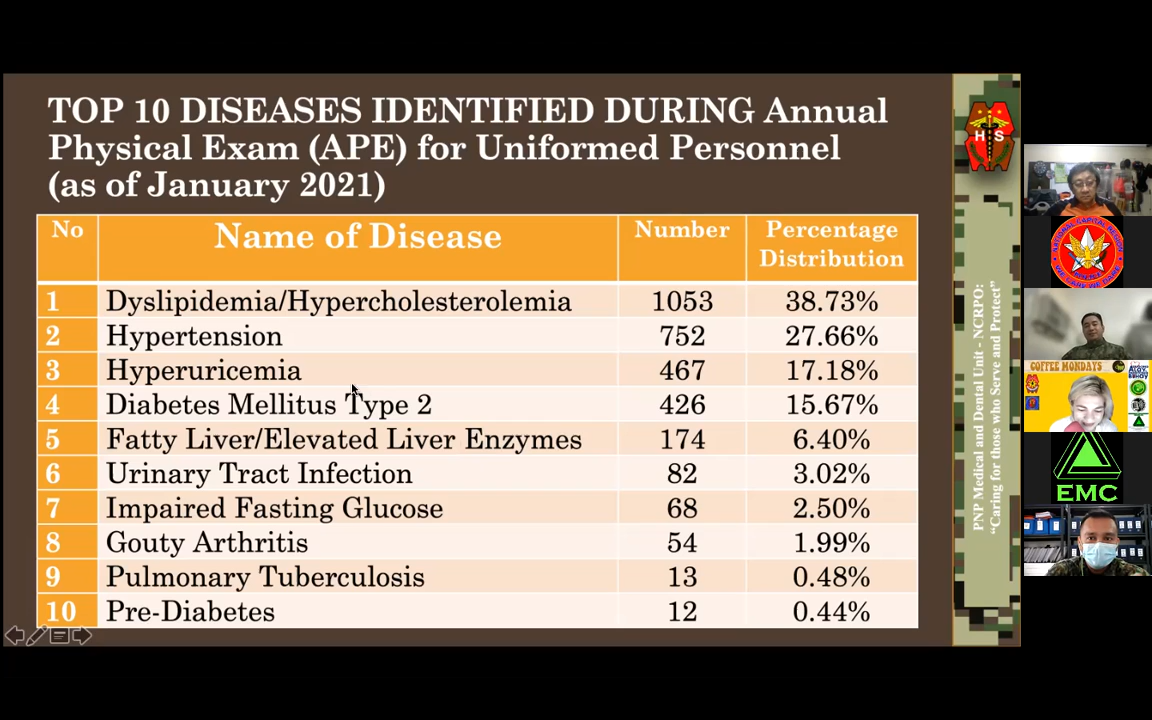 TOP 10 DISEASES IDENTIFIED DURING Annual
Physical Exam (APE) for Uniformed Personnel
(as of January 2021)
No Name of Disease Number Percentage Distribution
1 Dyslipidemia/Hypercholesterolemia 1053 38.73%
2 Hypertension 752 27.66%
3 Hyperuricemia 467 17.18%
4 Diabetes Mellitus Type 2 426 15.67%
5 Fatty Liver/Elevated Liver Enzymes 174 6.40%
6 Urinary Tract Infection 82 3.02%
7 Impaired Fasting Glucose 68 2.50%
8 Gouty Arthritis 54 1.99%
9 Pulmonary Tuberculosis 13 0.48%
10 Pre-Diabetes 12 0.44%
H S
PNP Medical and Dental Unit - NCRPO:
“Caring for those who Serve and Protect”
NATIONAL CAPITAL REGION
COFFEE MONDAYS
EMC